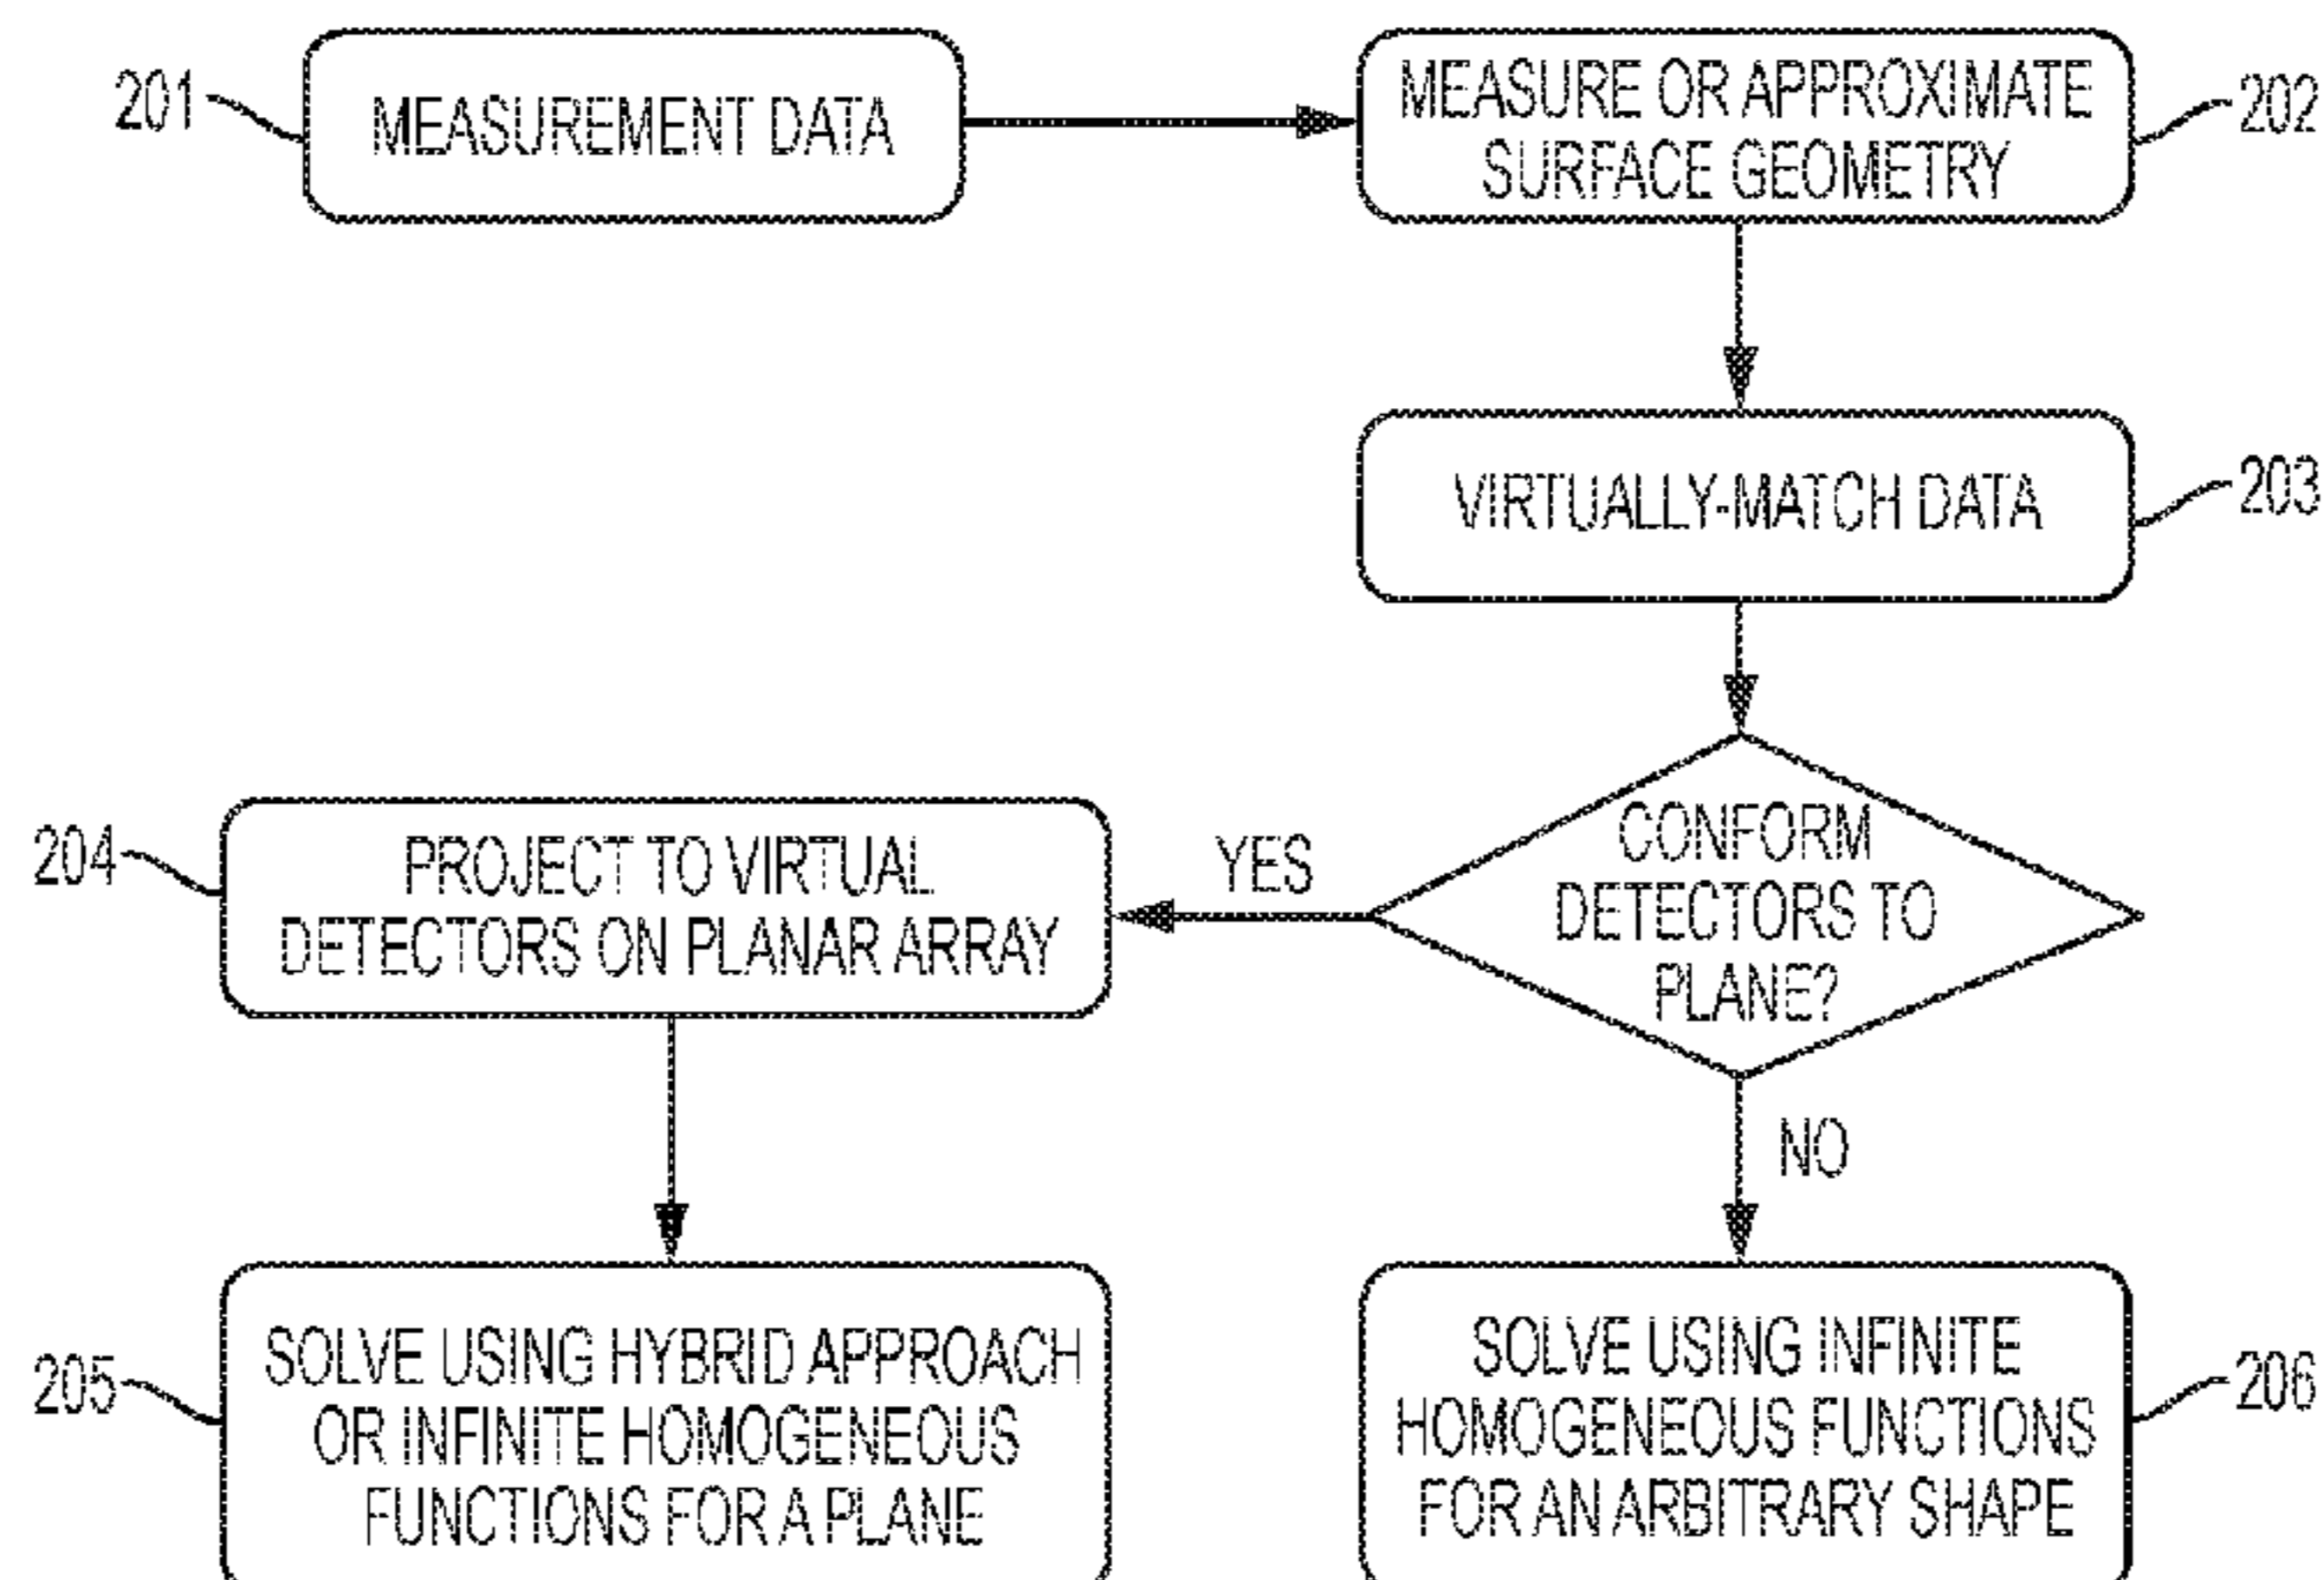 201
MEASUREMENT DATA
MEASURE OR APPROXIMATE
SURFACE GEOMETRY
202
VIRTUALLY-MATCH DATA
203
CONFORM
DETECTORS TO
PLANE?
YES
204
PROJECT TO VIRTUAL
DETECTORS ON PLANAR ARRAY
NO
205
SOLVE USING HYBRID APPROACH
OR INFINITE HOMOGENEOUS
FUNCTIONS FOR A PLANE
SOLVE USING INFINITE
HOMOGENEOUS FUNCTIONS
FOR AN ARBITRARY SHAPE
206